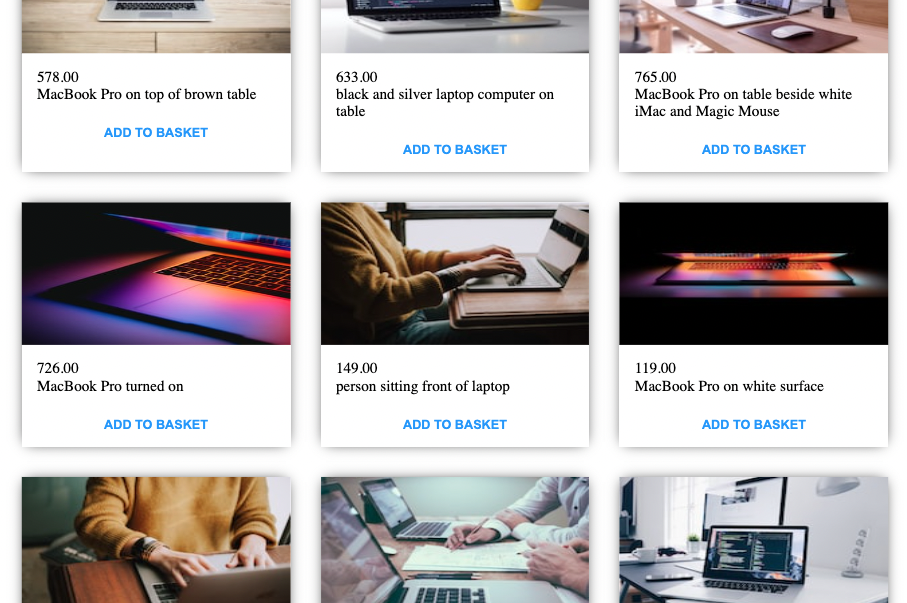 578.00
MacBook Pro on top of brown table
ADD TO BASKET
633.00
black and silver laptop computer on
table
ADD TO BASKET
765.00
MacBook Pro on table beside white
iMac and Magic Mouse
ADD TO BASKET
726.00
MacBook Pro turned on
ADD TO BASKET
149.00
person sitting front of laptop
ADD TO BASKET
119.00
MacBook Pro on white surface
ADD TO BASKET